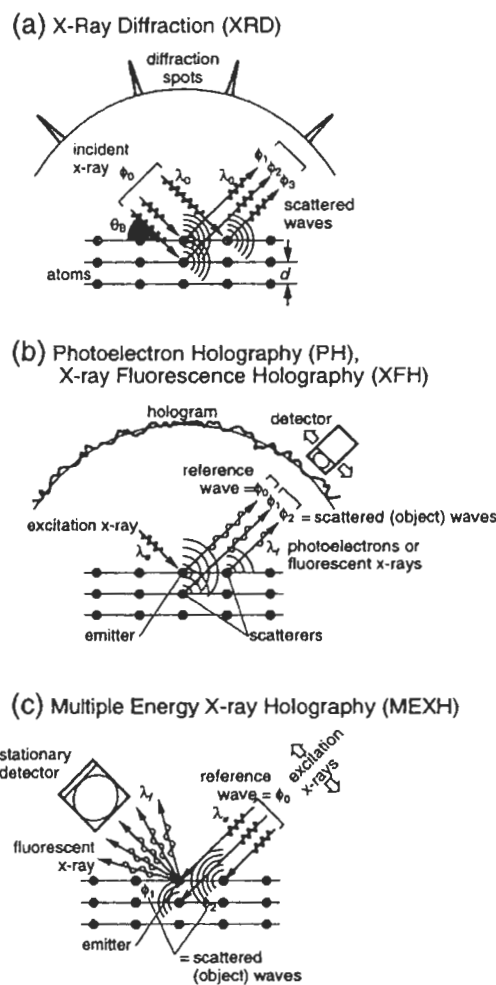 (a) X-Ray Diffraction (XRD)
diffraction
spots
incident
x-ray
ϕ₀
λ₀
λ₀
ϕ₁
ϕ₂
ϕ₃
scattered
waves
θB
atoms
d
(b) Photoelectron Holography (PH),
X-ray Fluorescence Holography (XFH)
hologram
detector
reference
wave = ϕ₀
ϕ₁
ϕ₂ = scattered (object) waves
excitation x-ray
λₑ
λf photoelectrons or
fluorescent x-rays
emitter
scatterers
(c) Multiple Energy X-ray Holography (MEXH)
stationary
detector
λf
reference
wave = ϕ₀
excitation
x-rays
λₑ
fluorescent
x-ray
ϕ₁
ϕ₂
emitter
= scattered
(object) waves